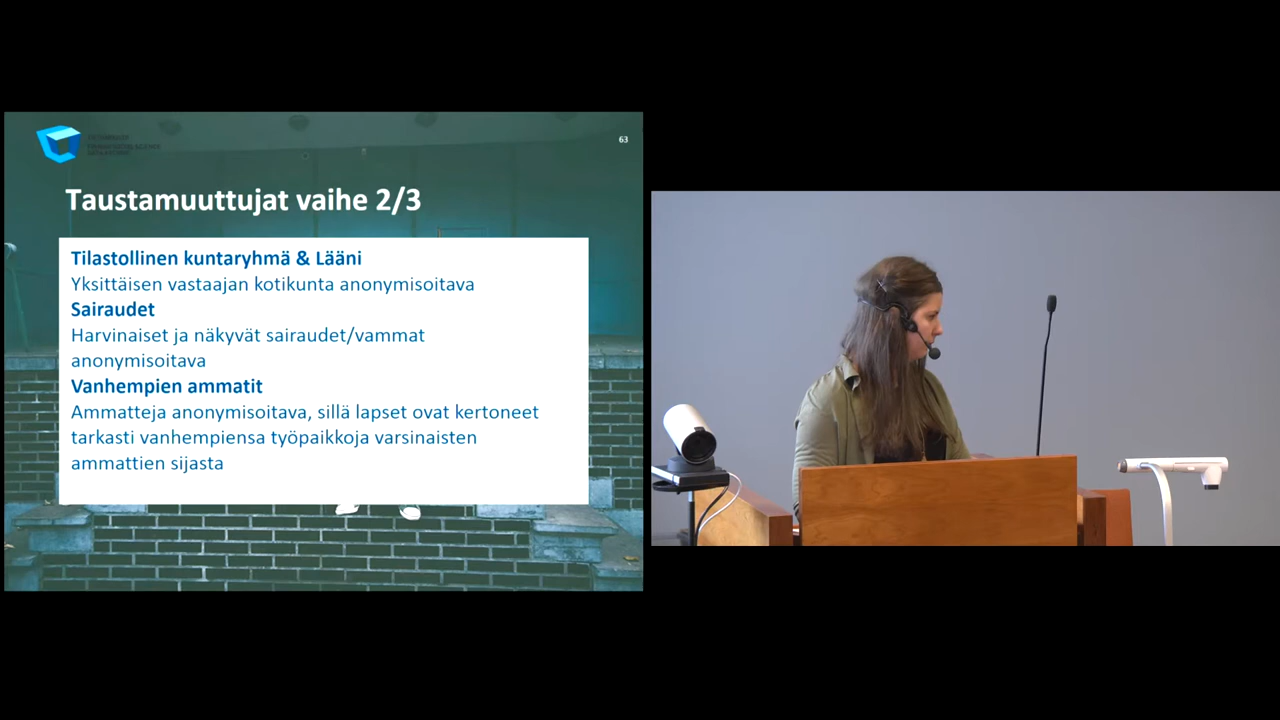 63
Taustamuuttujat vaihe 2/3
Tilastollinen kuntaryhmä & Lääni
Yksittäisen vastaajan kotikunta anonymisoitava
Sairaudet
Harvinaiset ja näkyvät sairaudet/vammat
anonymisoitava
Vanhempien ammatit
Ammatteja anonymisoitava, sillä lapset ovat kertoneet
tarkasti vanhempiensa työpaikkoja varsinaisten
ammattien sijasta